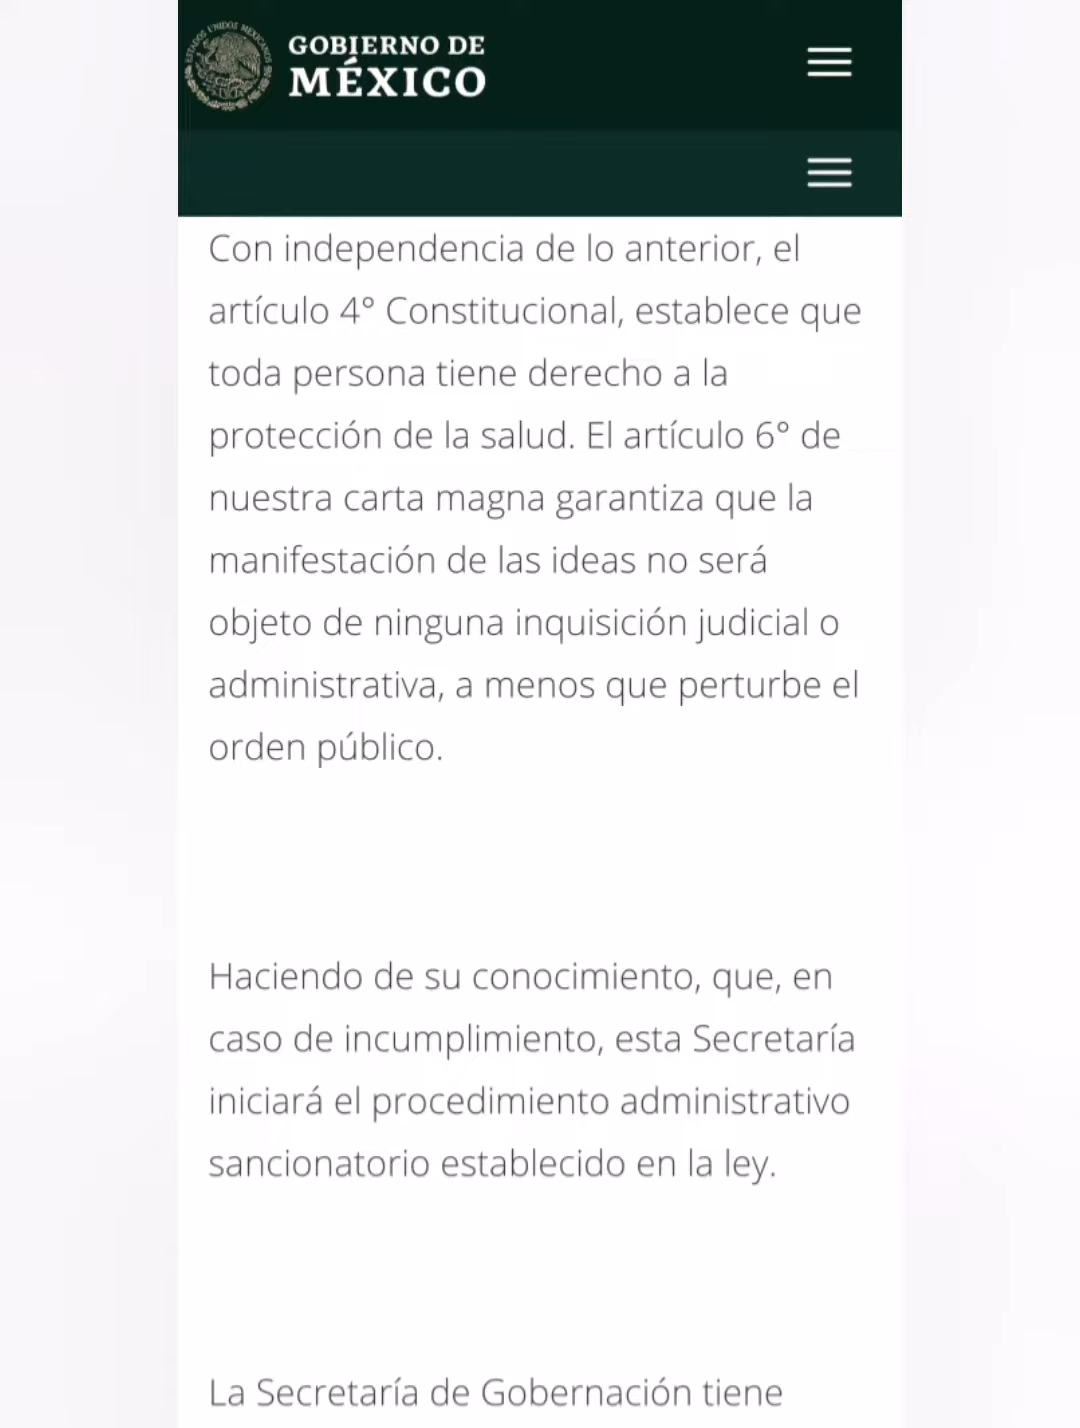 ESTADOS UNIDOS MEXICANOS
GOBIERNO DE
MÉXICO
Con independencia de lo anterior, el
artículo 4° Constitucional, establece que
toda persona tiene derecho a la
protección de la salud. El artículo 6° de
nuestra carta magna garantiza que la
manifestación de las ideas no será
objeto de ninguna inquisición judicial o
administrativa, a menos que perturbe el
orden público.
Haciendo de su conocimiento, que, en
caso de incumplimiento, esta Secretaría
iniciará el procedimiento administrativo
sancionatorio establecido en la ley.
La Secretaría de Gobernación tiene